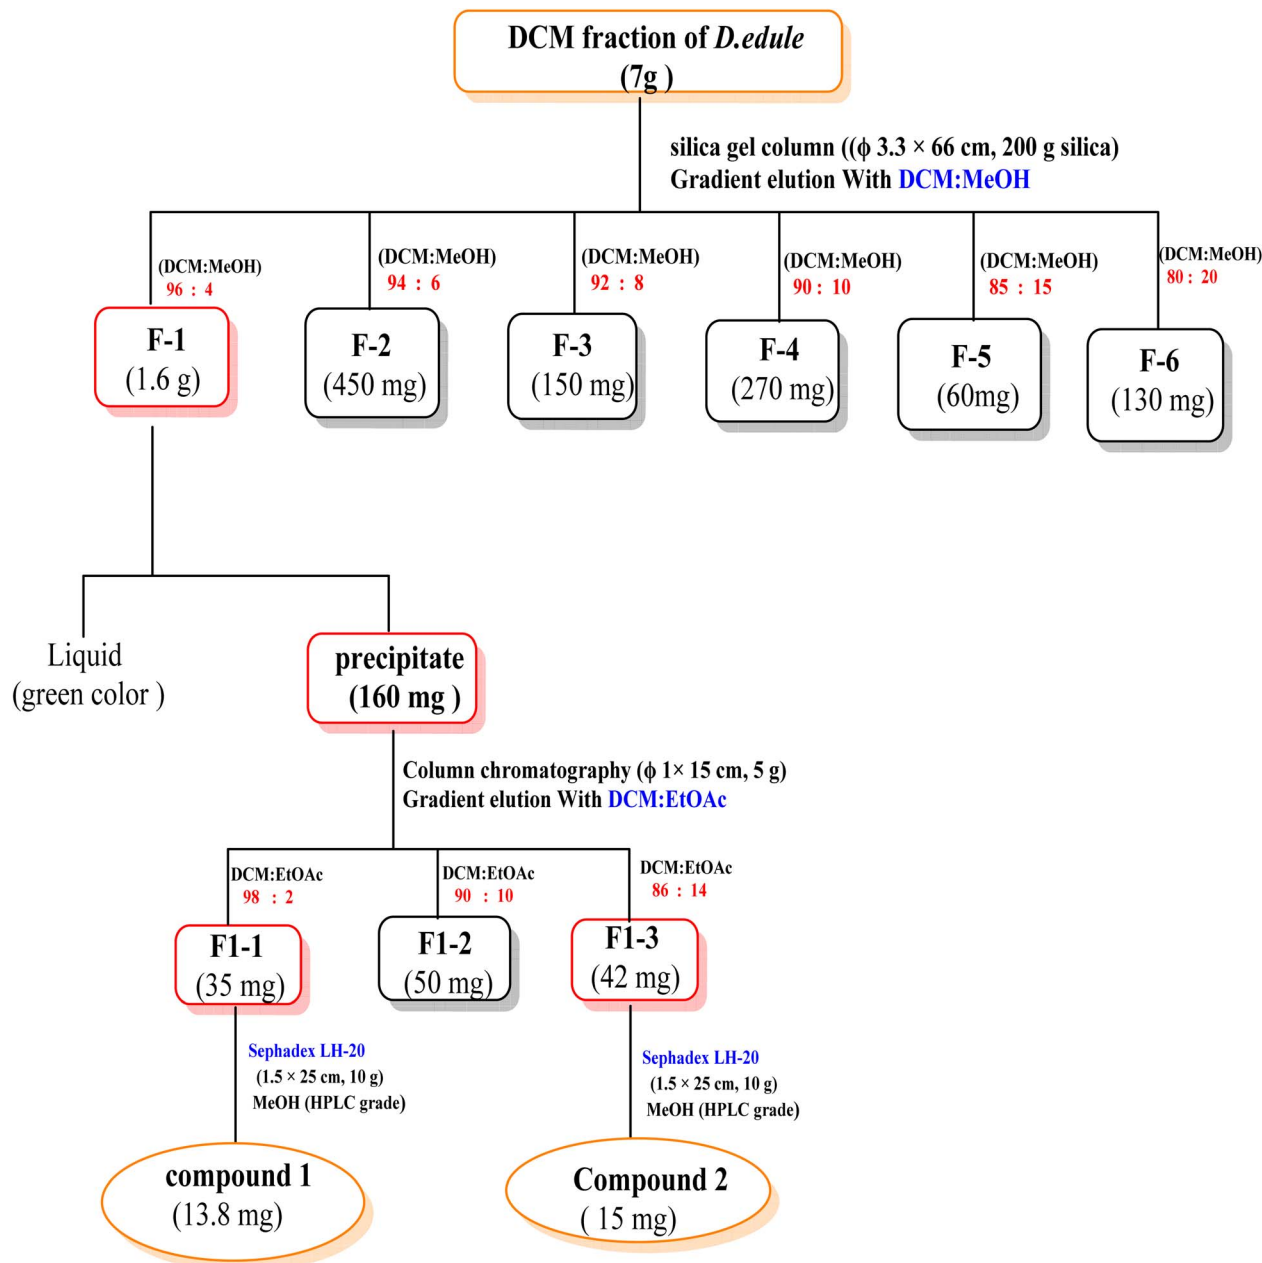 DCM fraction of D.edule
(7g )
silica gel column ((ϕ 3.3 × 66 cm, 200 g silica)
Gradient elution With DCM:MeOH
(DCM:MeOH)
96 : 4
(DCM:MeOH)
94 : 6
(DCM:MeOH)
92 : 8
(DCM:MeOH)
90 : 10
(DCM:MeOH)
85 : 15
(DCM:MeOH)
80 : 20
F-1
(1.6 g)
F-2
(450 mg)
F-3
(150 mg)
F-4
(270 mg)
F-5
(60mg)
F-6
(130 mg)
Liquid
(green color )
precipitate
(160 mg )
Column chromatography (ϕ 1× 15 cm, 5 g)
Gradient elution With DCM:EtOAc
DCM:EtOAc
98 : 2
DCM:EtOAc
90 : 10
DCM:EtOAc
86 : 14
F1-1
(35 mg)
F1-2
(50 mg)
F1-3
(42 mg)
Sephadex LH-20
(1.5 × 25 cm, 10 g)
MeOH (HPLC grade)
Sephadex LH-20
(1.5 × 25 cm, 10 g)
MeOH (HPLC grade)
compound 1
(13.8 mg)
Compound 2
( 15 mg)